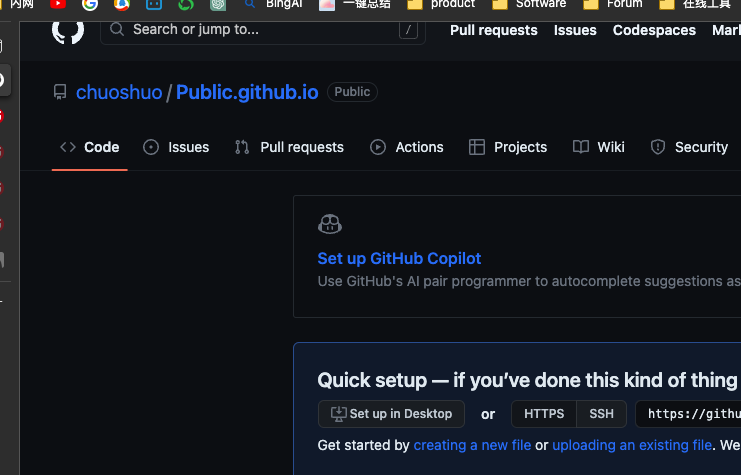 内网 BingAI 一键总结 product Software Forum 在线工具
Search or jump to... / Pull requests Issues Codespaces
chuoshuo / Public.github.io Public
Code Issues Pull requests Actions Projects Wiki Security
Set up GitHub Copilot
Use GitHub's AI pair programmer to autocomplete suggestions as
Quick setup — if you've done this kind of thing
Set up in Desktop or HTTPS SSH https://githu
Get started by creating a new file or uploading an existing file. We